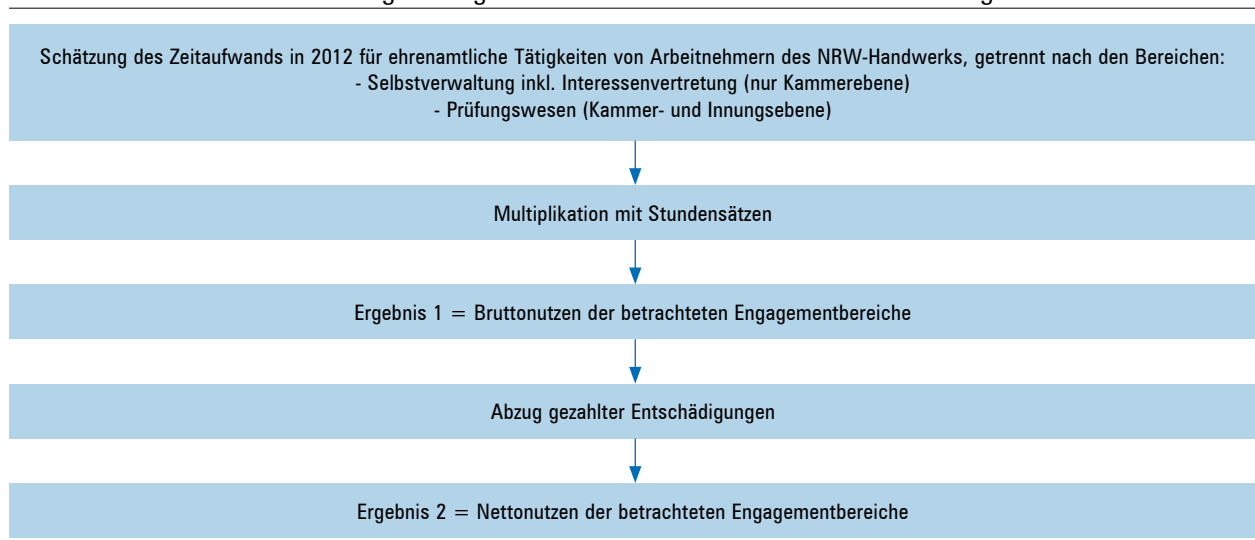 Schätzung des Zeitaufwands in 2012 für ehrenamtliche Tätigkeiten von Arbeitnehmern des NRW-Handwerks, getrennt nach den Bereichen:
- Selbstverwaltung inkl. Interessenvertretung (nur Kammerebene)
- Prüfungswesen (Kammer- und Innungsebene)
Multiplikation mit Stundensätzen
Ergebnis 1 = Bruttonutzen der betrachteten Engagementbereiche
Abzug gezahlter Entschädigungen
Ergebnis 2 = Nettonutzen der betrachteten Engagementbereiche